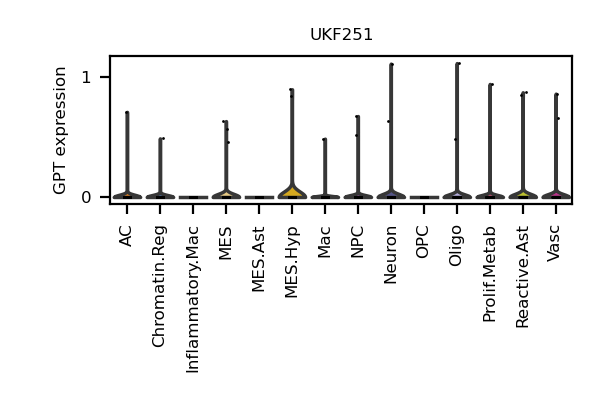 UKF251
GPT expression
1
0
AC
Chromatin.Reg
Inflammatory.Mac
MES
MES.Ast
MES.Hyp
Mac
NPC
Neuron
OPC
Oligo
Prolif.Metab
Reactive.Ast
Vasc